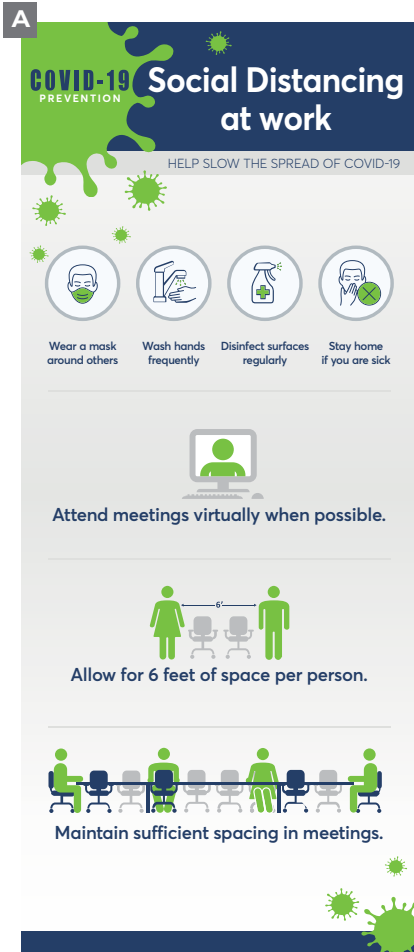 A
COVID-19
PREVENTION
Social Distancing
at work
HELP SLOW THE SPREAD OF COVID-19
Wear a mask
around others
Wash hands
frequently
Disinfect surfaces
regularly
Stay home
if you are sick
Attend meetings virtually when possible.
6'
Allow for 6 feet of space per person.
Maintain sufficient spacing in meetings.